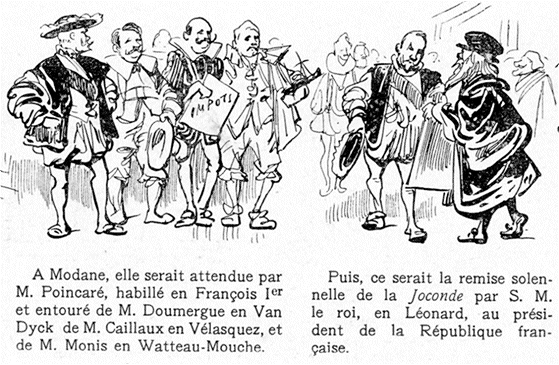 IMPOTS
A Modane, elle serait attendue par
M. Poincaré, habillé en François Ier
et entouré de M. Doumergue en Van
Dyck de M. Caillaux en Vélasquez, et
de M. Monis en Watteau-Mouche.
Puis, ce serait la remise solen-
nelle de la Joconde par S. M.
le roi, en Léonard, au prési-
dent de la République fran-
çaise.